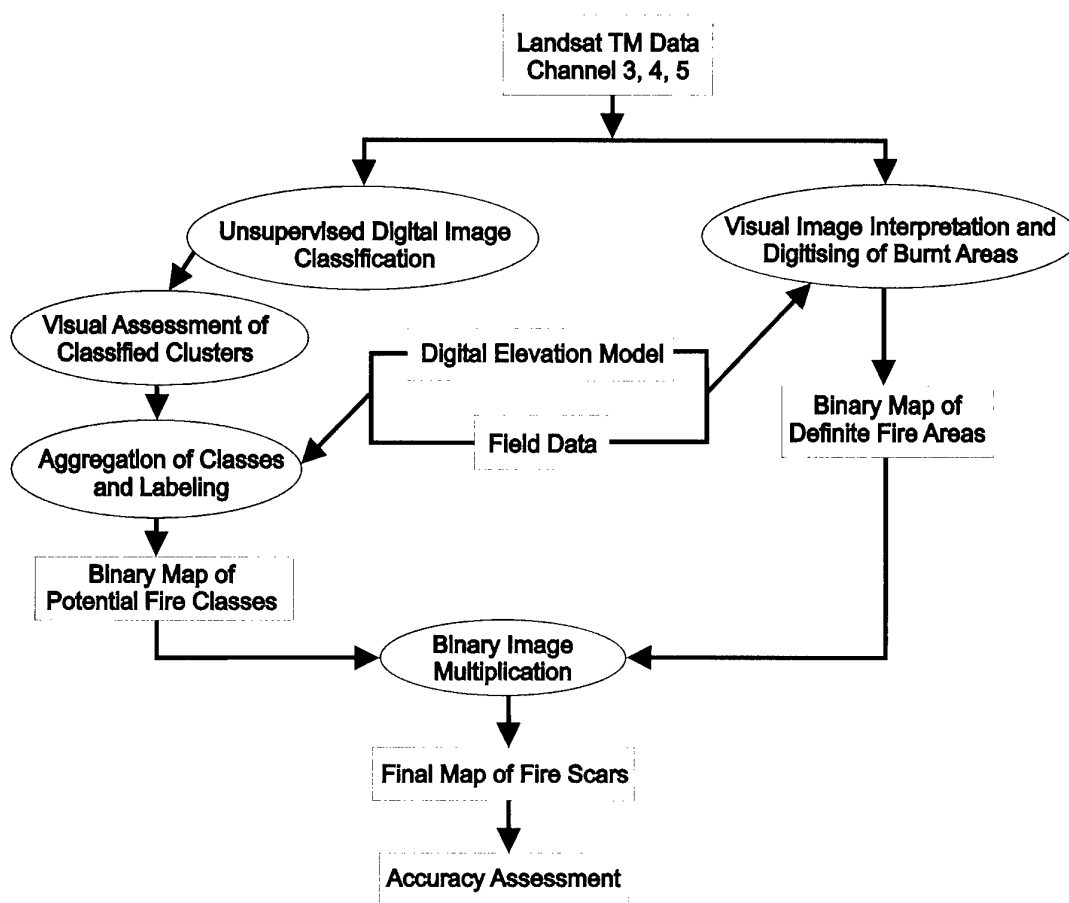 Landsat TM Data
Channel 3, 4, 5
Unsupervised Digital Image
Classification
Visual Image Interpretation and
Digitising of Burnt Areas
Visual Assessment of
Classified Clusters
Digital Elevation Model
Binary Map of
Definite Fire Areas
Field Data
Aggregation of Classes
and Labeling
Binary Map of
Potential Fire Classes
Binary Image
Multiplication
Final Map of Fire Scars
Accuracy Assessment